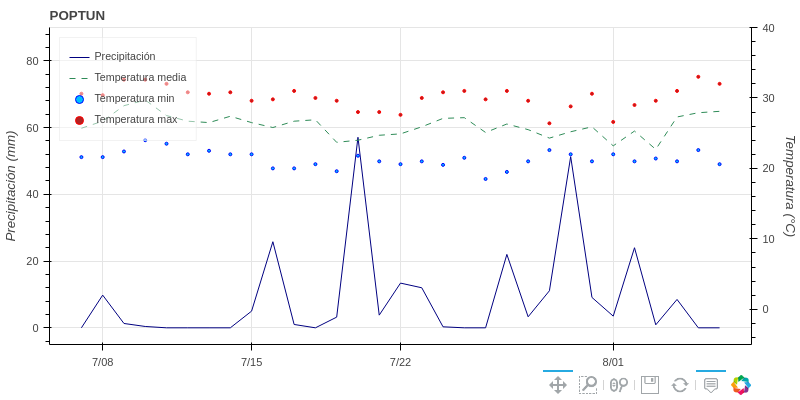 POPTUN
Precipitación
Temperatura media
Temperatura min
Temperatura max
Precipitación (mm)
80
60
40
20
0
Temperatura (°C)
40
30
20
10
0
7/08
7/15
7/22
8/01